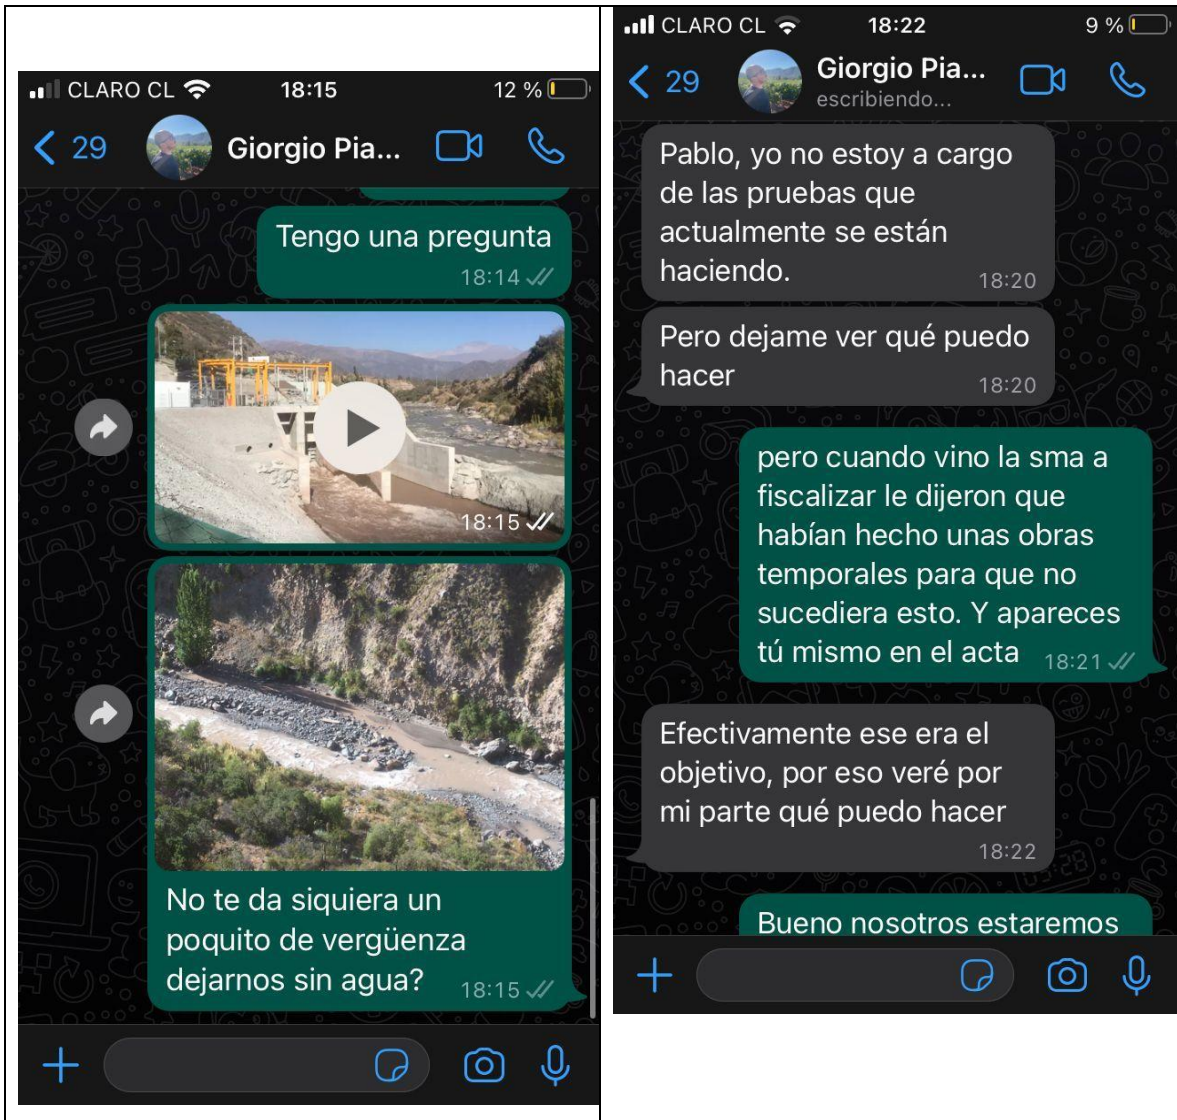 CLARO CL 18:15 12 %
29 Giorgio Pia...
Tengo una pregunta
18:14
18:15
No te da siquiera un
poquito de vergüenza
dejarnos sin agua? 18:15
CLARO CL 18:22 9 %
29 Giorgio Pia...
escribiendo...
Pablo, yo no estoy a cargo
de las pruebas que
actualmente se están
haciendo. 18:20
Pero dejame ver qué puedo
hacer 18:20
pero cuando vino la sma a
fiscalizar le dijeron que
habían hecho unas obras
temporales para que no
sucediera esto. Y apareces
tú mismo en el acta 18:21
Efectivamente ese era el
objetivo, por eso veré por
mi parte qué puedo hacer
18:22
Bueno nosotros estaremos